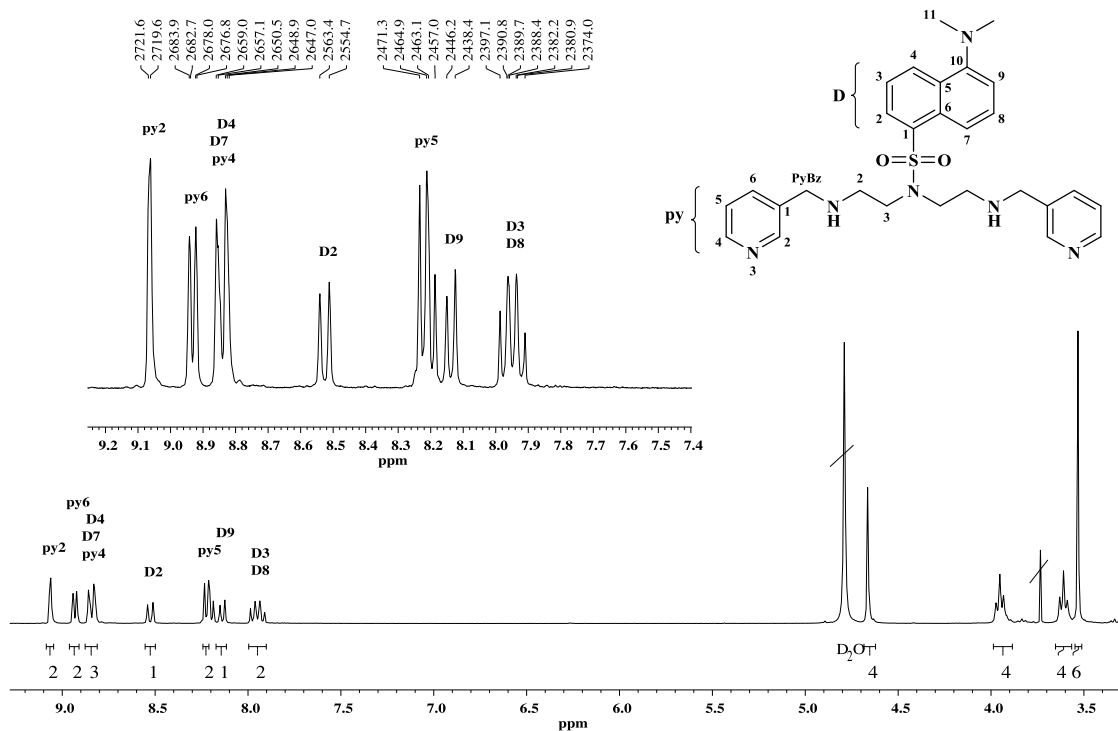 2721.6
2719.6
2683.9
2682.7
2678.0
2676.8
2659.0
2657.1
2650.5
2648.9
2647.0
2563.4
2554.7
2471.3
2464.9
2463.1
2457.0
2446.2
2438.4
2397.1
2390.8
2389.7
2388.4
2382.2
2380.9
2374.0
py2
py6
D4
D7
py4
D2
py5
D9
D3
D8
9.2 9.1 9.0 8.9 8.8 8.7 8.6 8.5 8.4 8.3 8.2 8.1 8.0 7.9 7.8 7.7 7.6 7.5 7.4
ppm
11
N
4 10
3 5 9
D
6
2 8
1 7
O S O
6 PyBz 2
5 N
py 1 N 3 N
4 2 H H
N N
3
py6
D4
D7
py2 py4
D2
D9
py5
D3
D8
D2O
2 2 3 1 2 1 2 4 4 4 6
9.0 8.5 8.0 7.5 7.0 6.5 6.0 5.5 5.0 4.5 4.0 3.5
ppm